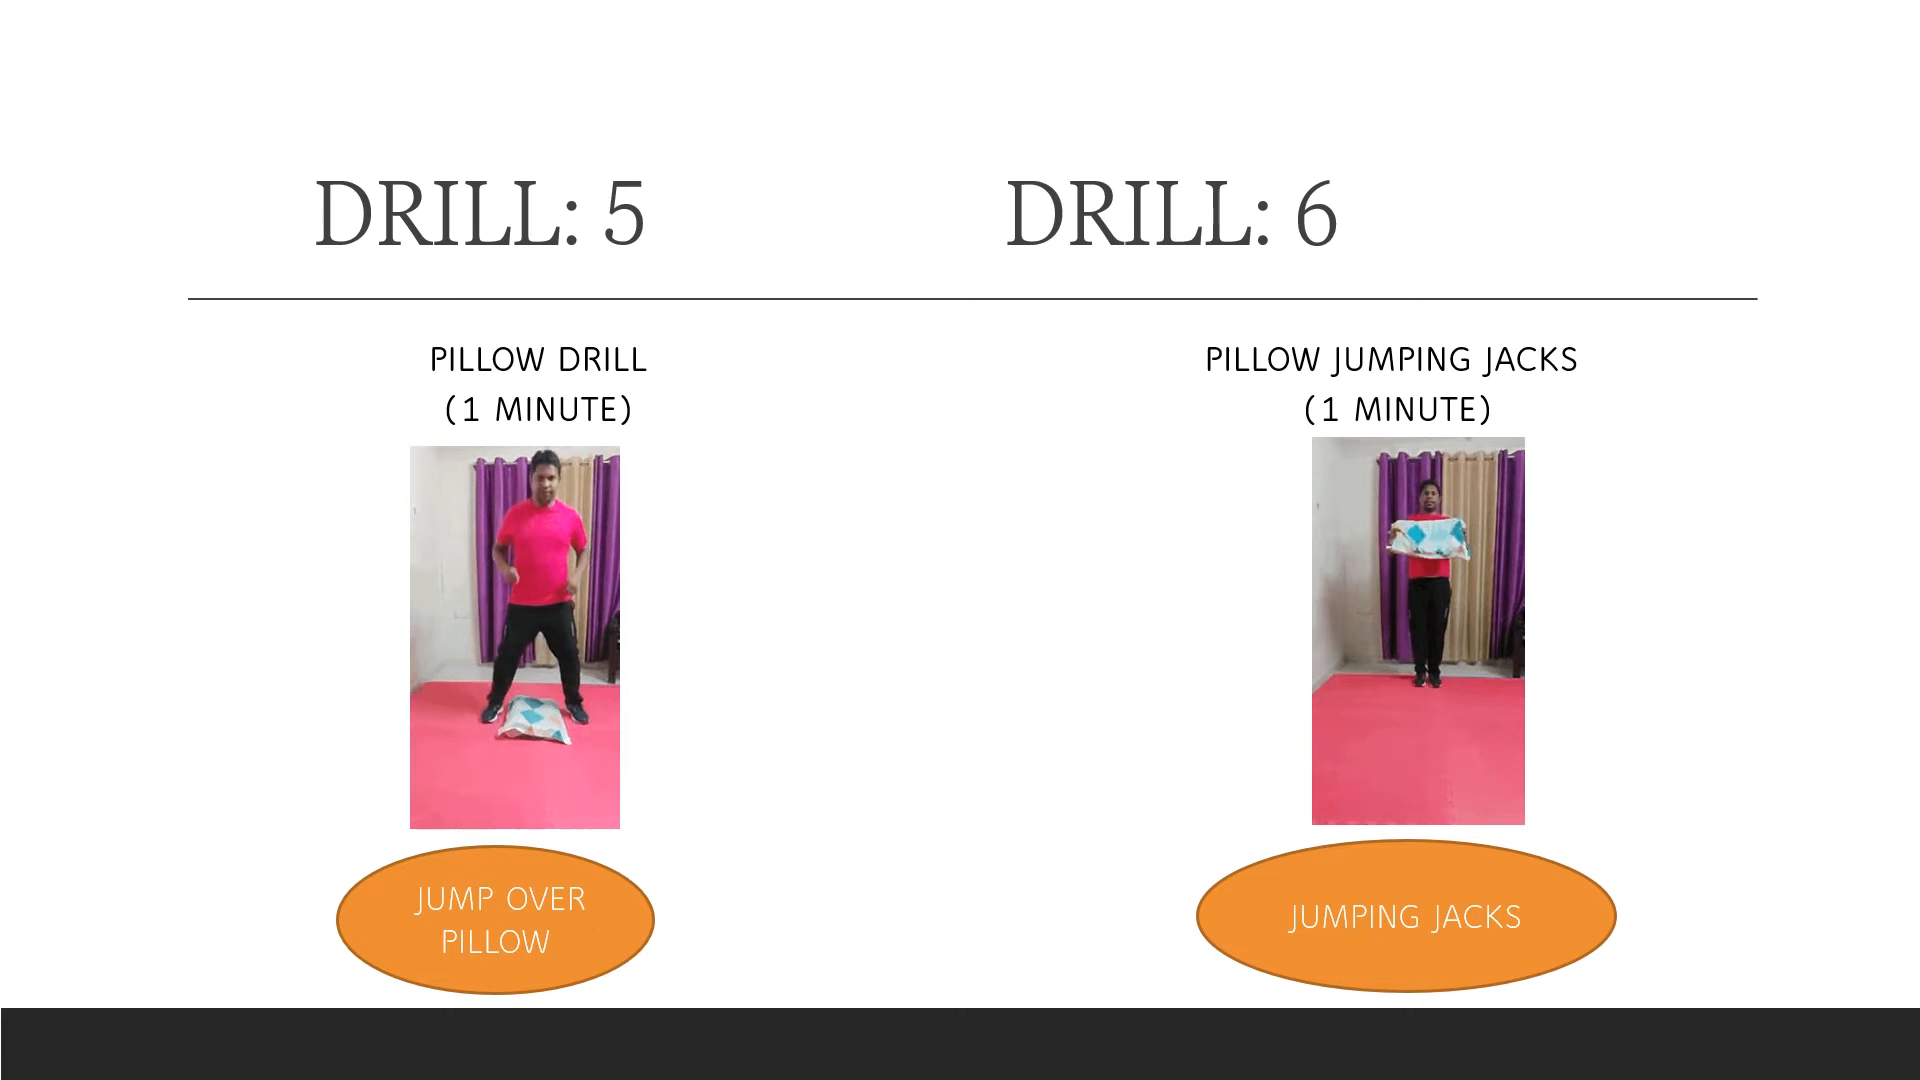 DRILL: 5
DRILL: 6
PILLOW DRILL
(1 MINUTE)
PILLOW JUMPING JACKS
(1 MINUTE)
JUMP OVER
PILLOW
JUMPING JACKS